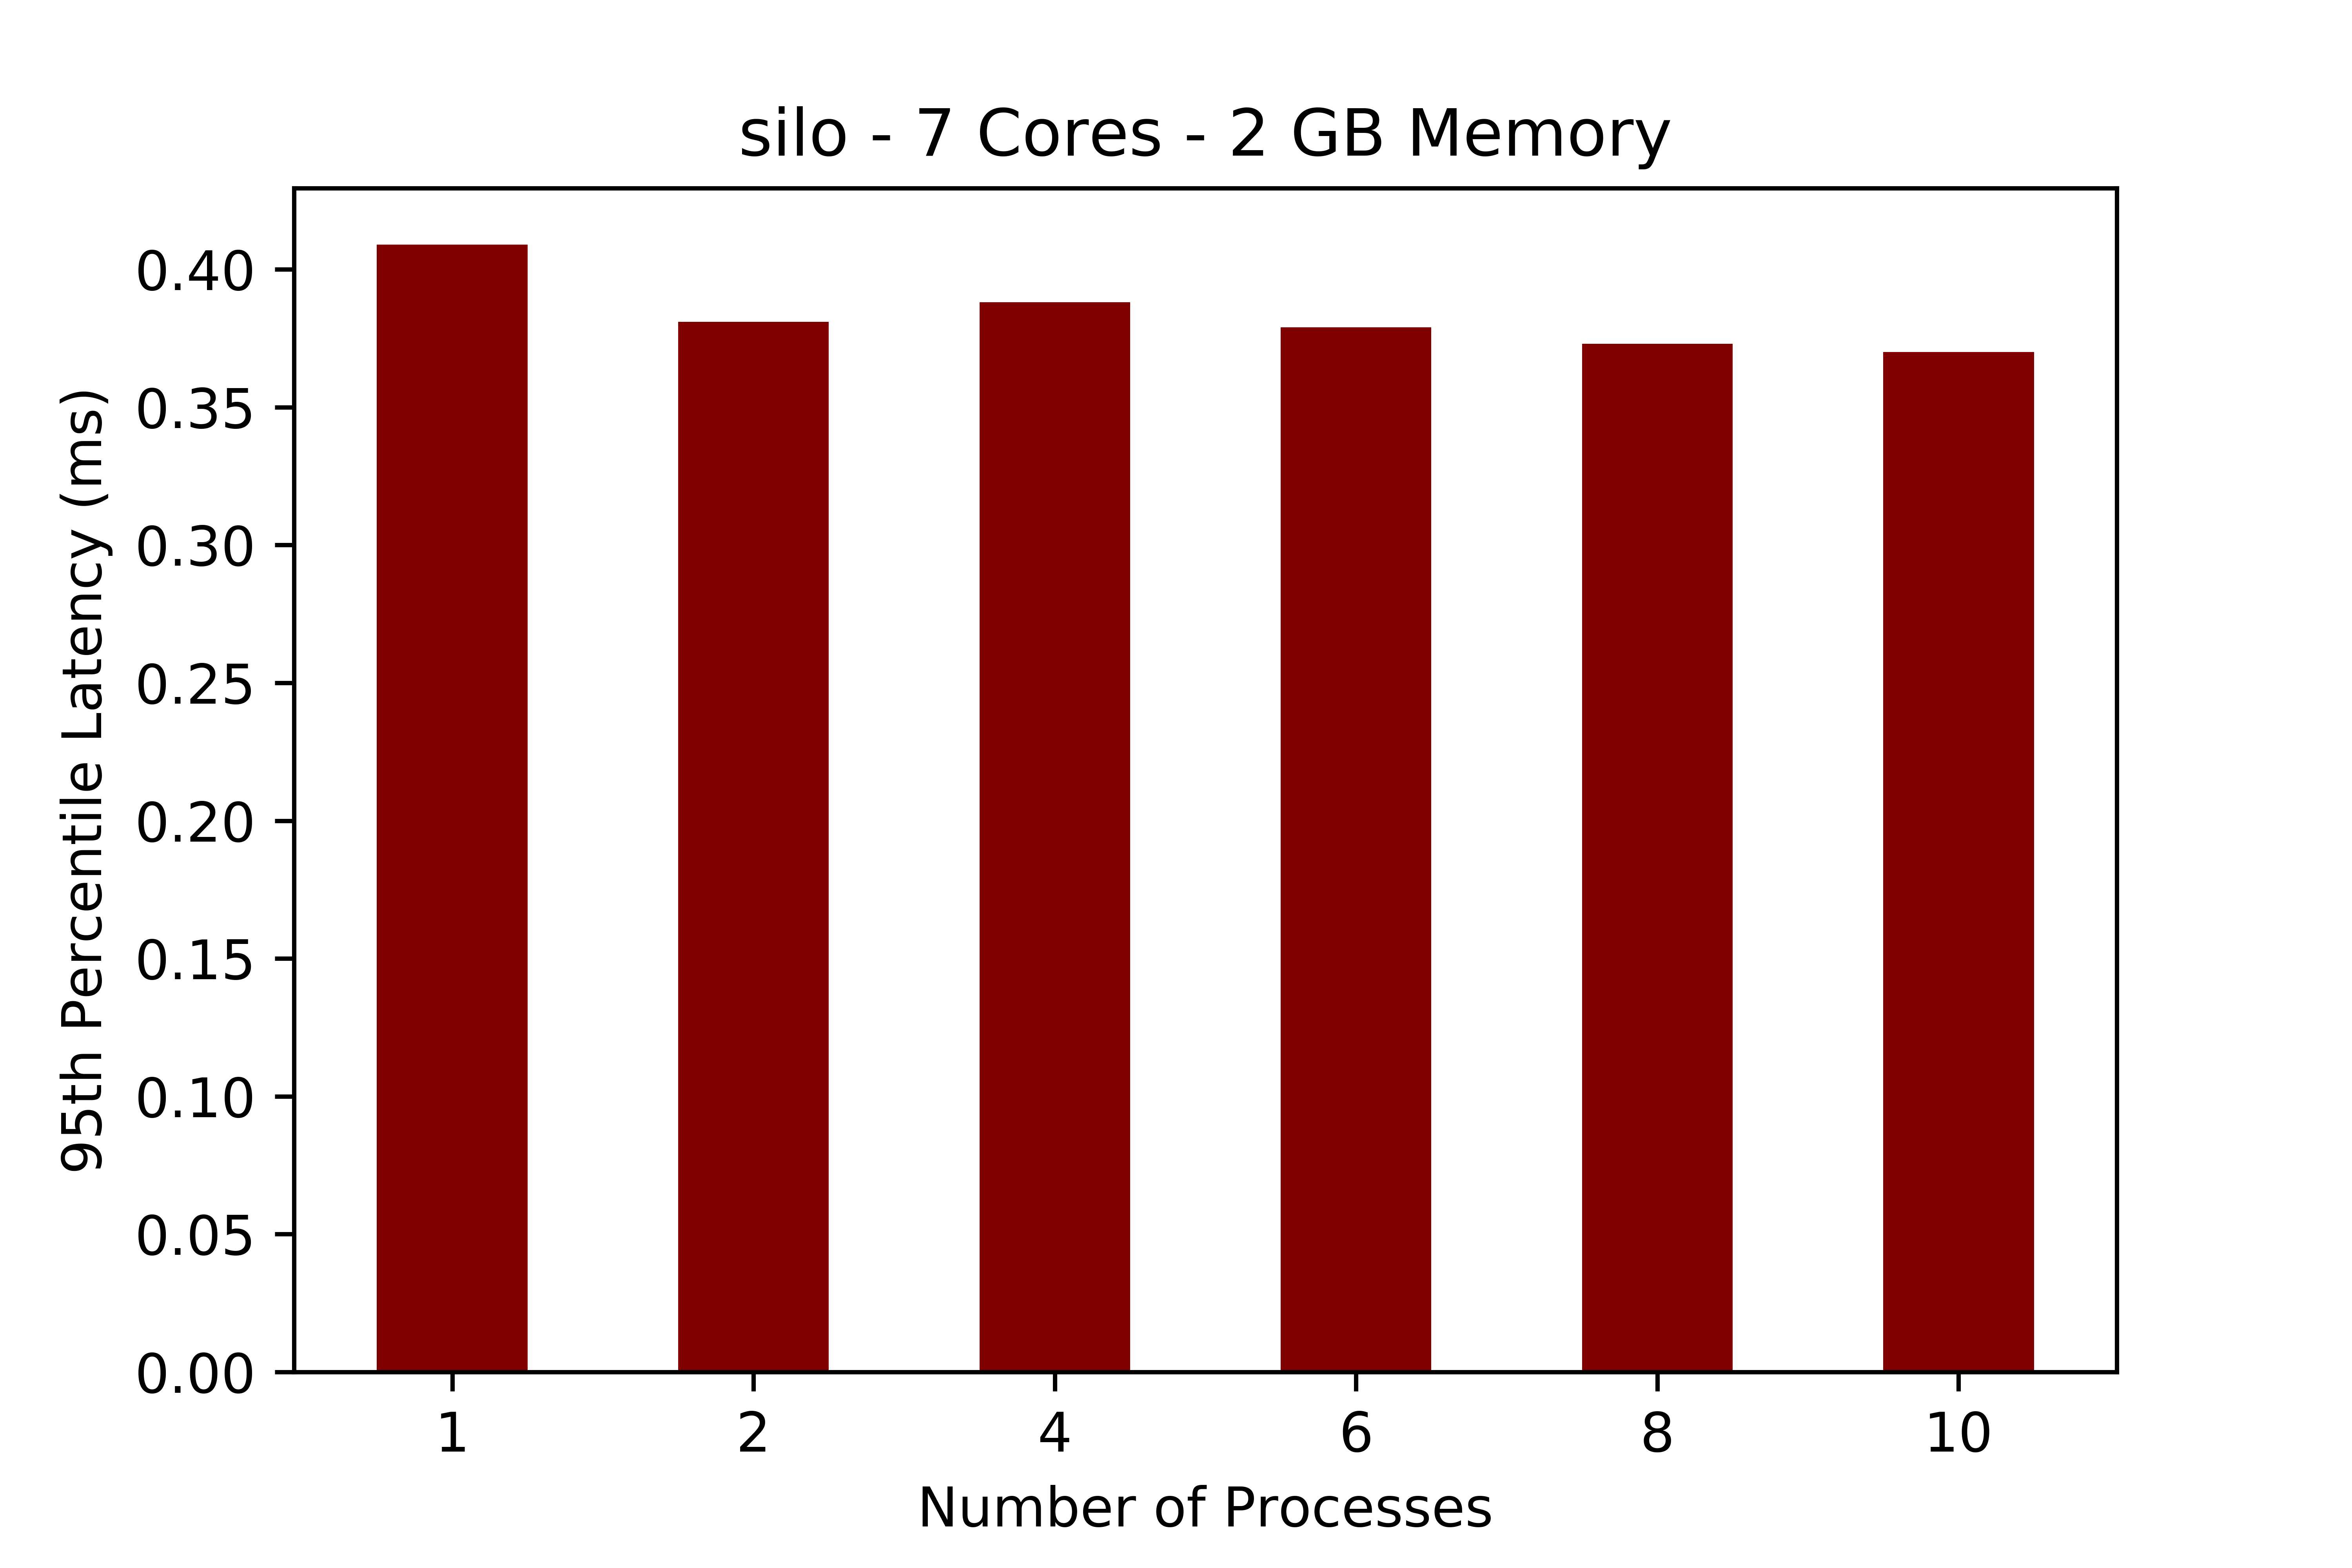 silo - 7 Cores - 2 GB Memory
95th Percentile Latency (ms)
0.40
0.35
0.30
0.25
0.20
0.15
0.10
0.05
0.00
1 2 4 6 8 10
Number of Processes